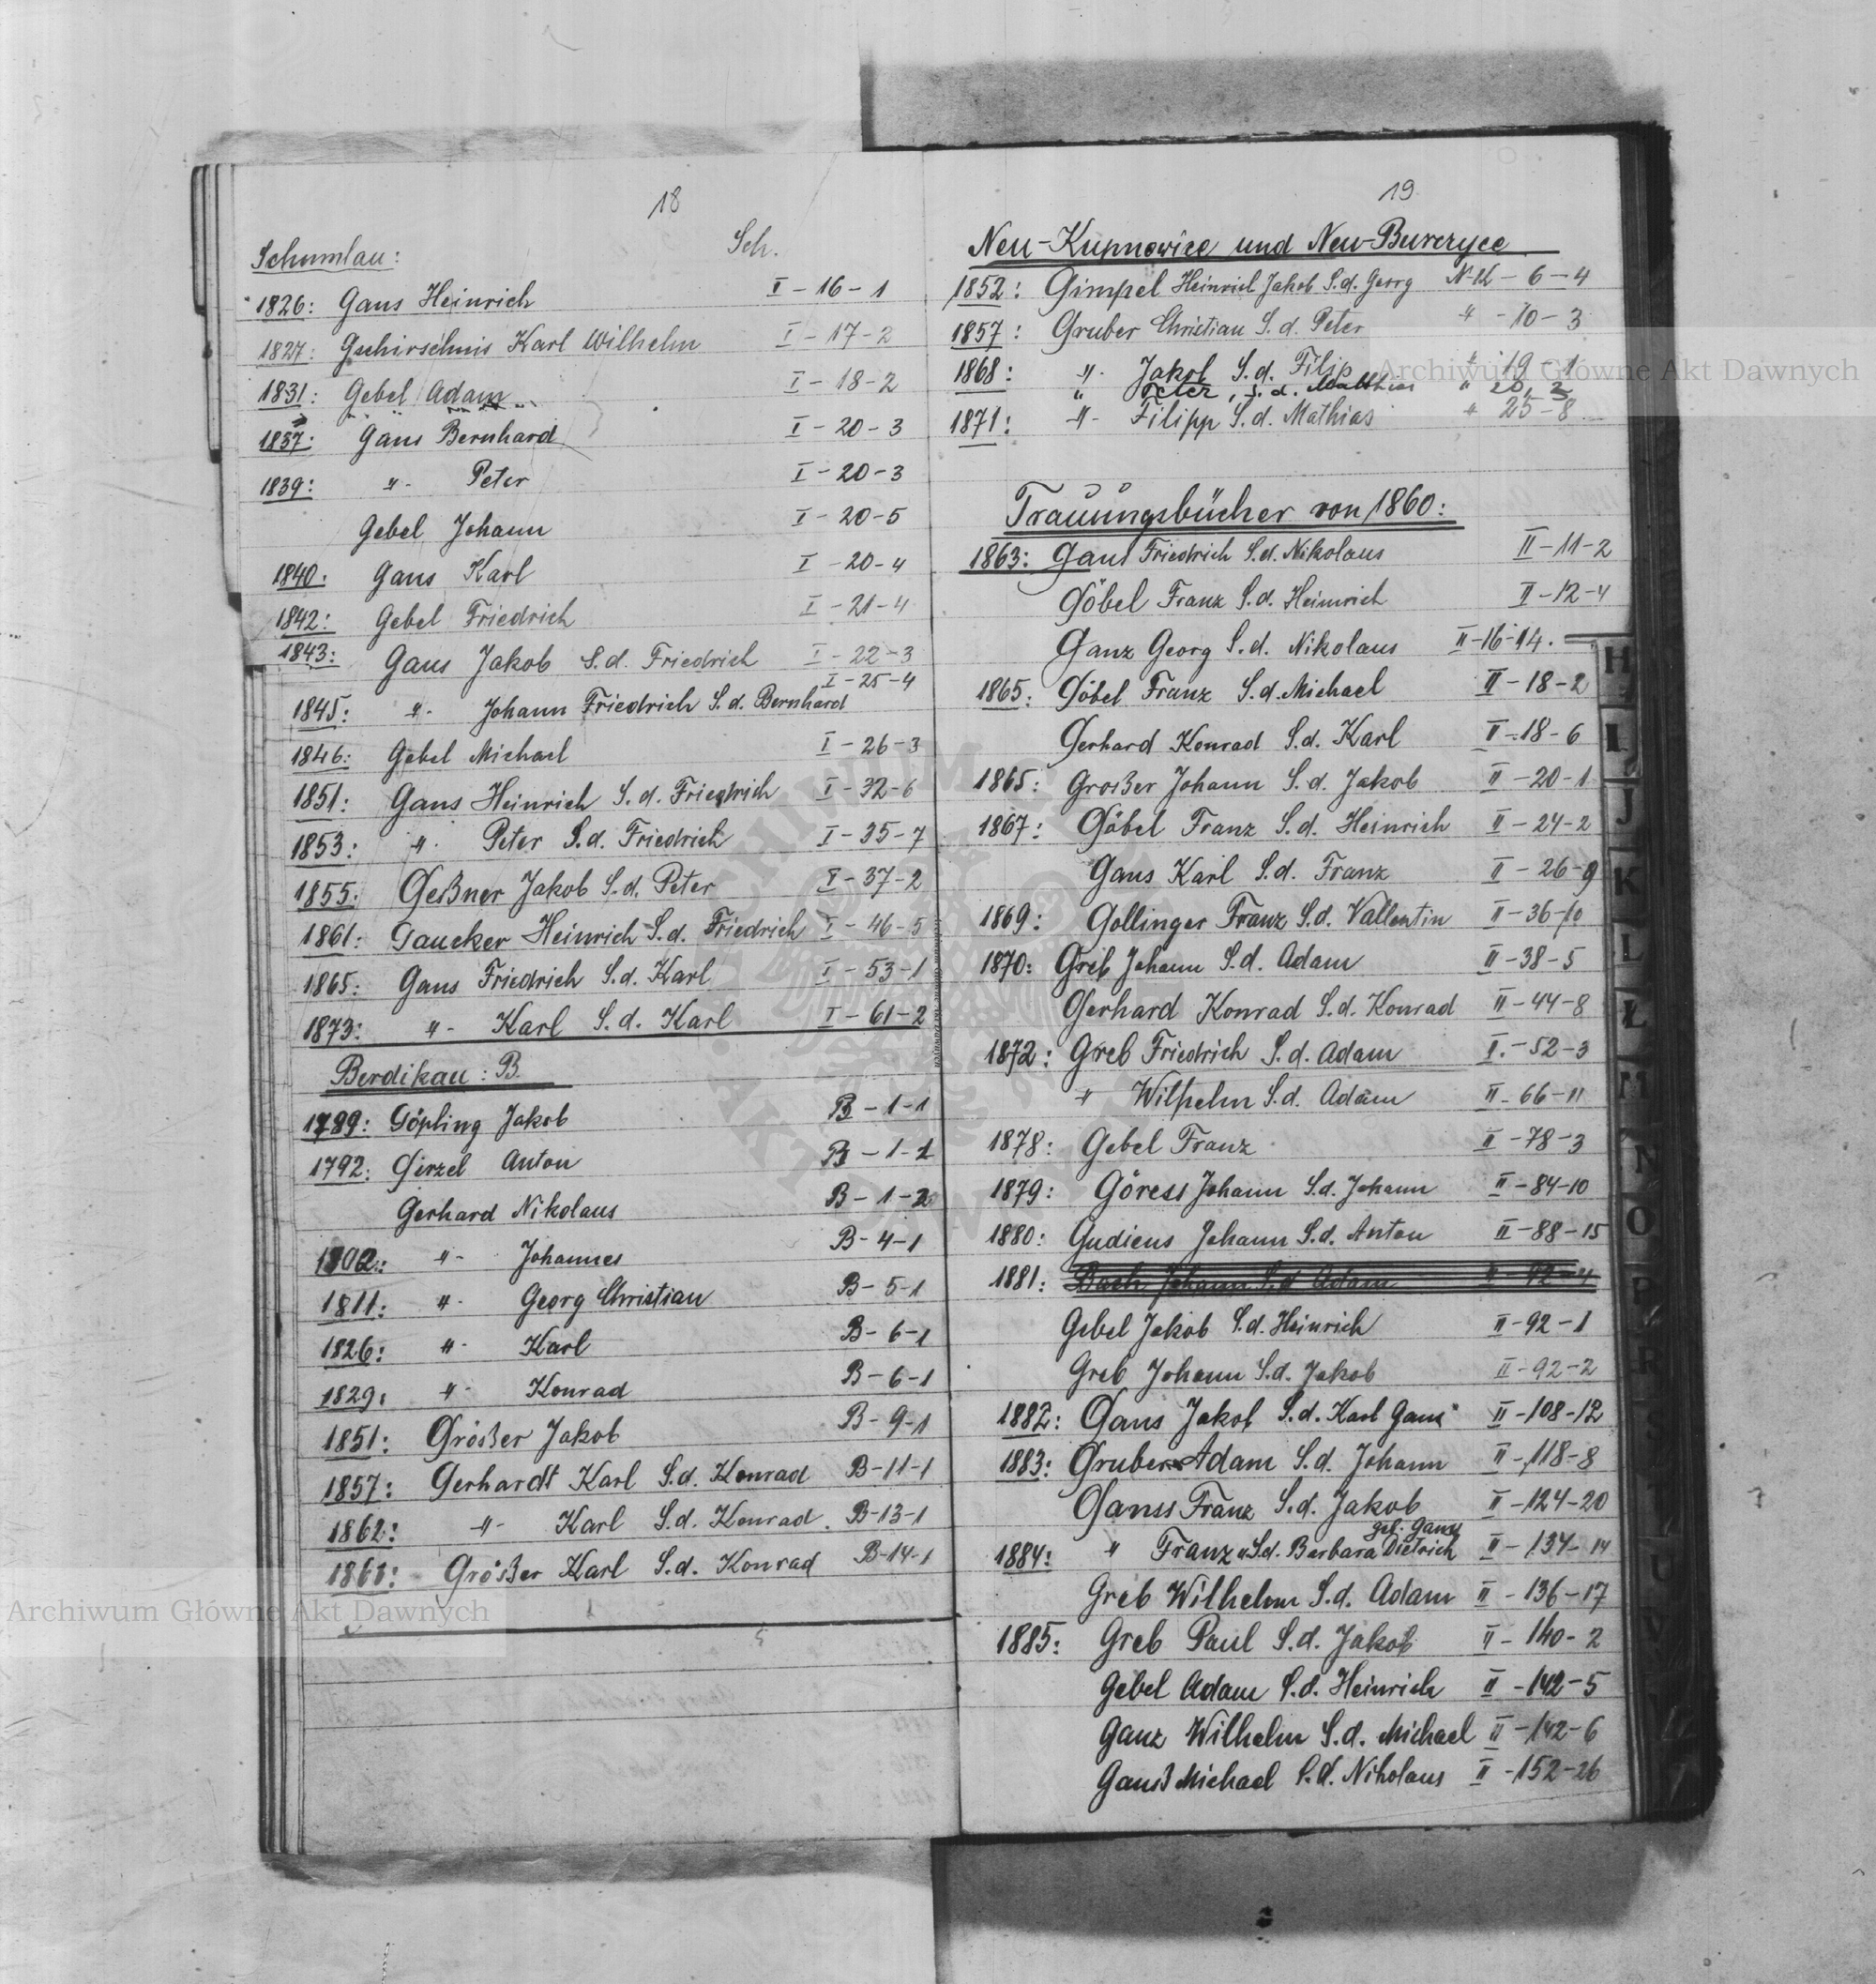 18
Schumlau: Sch.
1826: Gans Heinrich I-16-1
1827: Gschirschnis Karl Wilhelm I-17-2
1831: Gebel Adam I-18-2
1837: Gans Bernhard I-20-3
1839: -"- Peter I-20-3
Gebel Johann I-20-5
1840: Gans Karl I-20-4
1842: Gebel Friedrich I-21-4
1843: Gans Jakob S.d. Friedrich I-22-3
I-25-4
1845: -"- Johann Friedrich S.d. Bernhard
1846: Gebel Michael I-26-3
1851: Gans Heinrich S.d. Friedrich I-32-6
1853: -"- Peter S.d. Friedrich I-35-7
1855: Geßner Jakob S.d. Peter I-37-2
1861: Gaucker Heinrich S.d. Friedrich I-46-5
1865: Gans Friedrich S.d. Karl I-53-1
1873: -"- Karl S.d. Karl I-61-2
Berdikau: B.
1789: Göpling Jakob B-1-1
1792: Girzel Anton B-1-2
Gerhard Nikolaus B-1-2
1802: -"- Johannes B-4-1
1811: -"- Georg Christian B-5-1
1826: -"- Karl B-6-1
1829: -"- Konrad B-6-1
1851: Größer Jakob B-9-1
1857: Gerhardt Karl S.d. Konrad B-11-1
1862: -"- Karl S.d. Konrad B-13-1
Größer Karl S.d. Konrad B-14-1
19
Neu-Kupnowice und Neu-Burczyce
1852: Gimpel Heinrich Jakob S.d. Georg - 6 - 4
1857: Gruber Christian S.d. Peter " - 10 - 3
1868: -"- Jakob S.d. Filip " 19 - 1
" Peter, S.d. Matthias " 20,
1871: -"- Filipp S.d. Mathias " 25-8
Trauungsbücher von 1860:
1863: Gans Friedrich S.d. Nikolaus II-11-2
Göbel Franz S.d. Heinrich II-12-4
Ganz Georg S.d. Nikolaus II-16-14.
1865: Göbel Franz S.d. Michael II-18-2
Gerhard Konrad S.d. Karl II-18-6
1865: Großer Johann S.d. Jakob II-20-1
1867: Göbel Franz S.d. Heinrich II-24-2
Gans Karl S.d. Franz II-26-9
1869: Gollinger Franz S.d. Vallentin II-36-10
1870: Greb Johann S.d. Adam II-38-5
Gerhard Konrad S.d. Konrad II-44-8
1872: Greb Friedrich S.d. Adam II-52-3
" Wilhelm S.d. Adam II-66-11
1878: Gebel Franz II-78-3
1879: Göress Johann S.d. Johann II-84-10
1880: Gudiens Johann S.d. Anton II-88-15
1881: Bach Johann S.d. Adam II-92-4
Gebel Jakob S.d. Heinrich II-92-1
Greb Johann S.d. Jakob II-92-2
1882: Gans Jakob S.d. Karl Gans II-108-12
1883: Gruber Adam S.d. Johann II-118-8
Ganss Franz S.d. Jakob II-124-20
1884: " Franz S.d. Barbara Dietrich II-134-14
Greb Wilhelm S.d. Adam II-136-17
1885: Greb Paul S.d. Jakob II-140-2
Gebel Adam S.d. Heinrich II-142-5
Ganz Wilhelm S.d. Michael II-142-6
Gauß Michael S.d. Nikolaus II-152-26
H
I
J
K
L
Ł
M
N
O
P
R
S
T
U
V
Archiwum Główne Akt Dawnych
Archiwum Główne Akt Dawnych